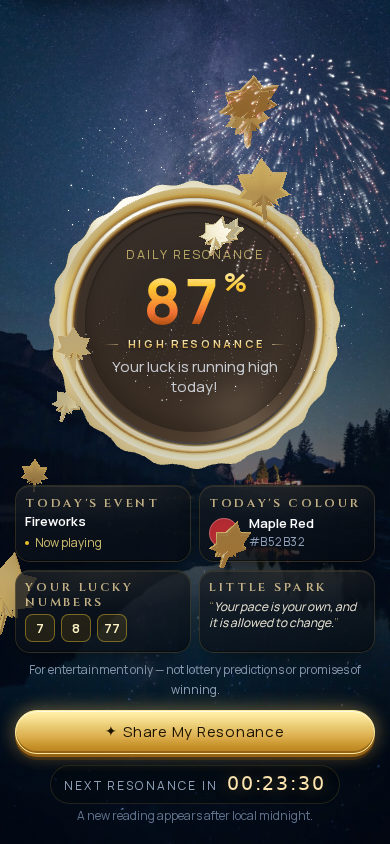 DAILY RESONANCE
87%
HIGH RESONANCE
Your luck is running high
today!
TODAY'S EVENT
Fireworks
• Now playing
TODAY'S COLOUR
Maple Red
#B52B32
YOUR LUCKY
NUMBERS
7 8 77
LITTLE SPARK
"Your pace is your own, and
it is allowed to change."
For entertainment only — not lottery predictions or promises of
winning.
✦ Share My Resonance
NEXT RESONANCE IN 00:23:30
A new reading appears after local midnight.